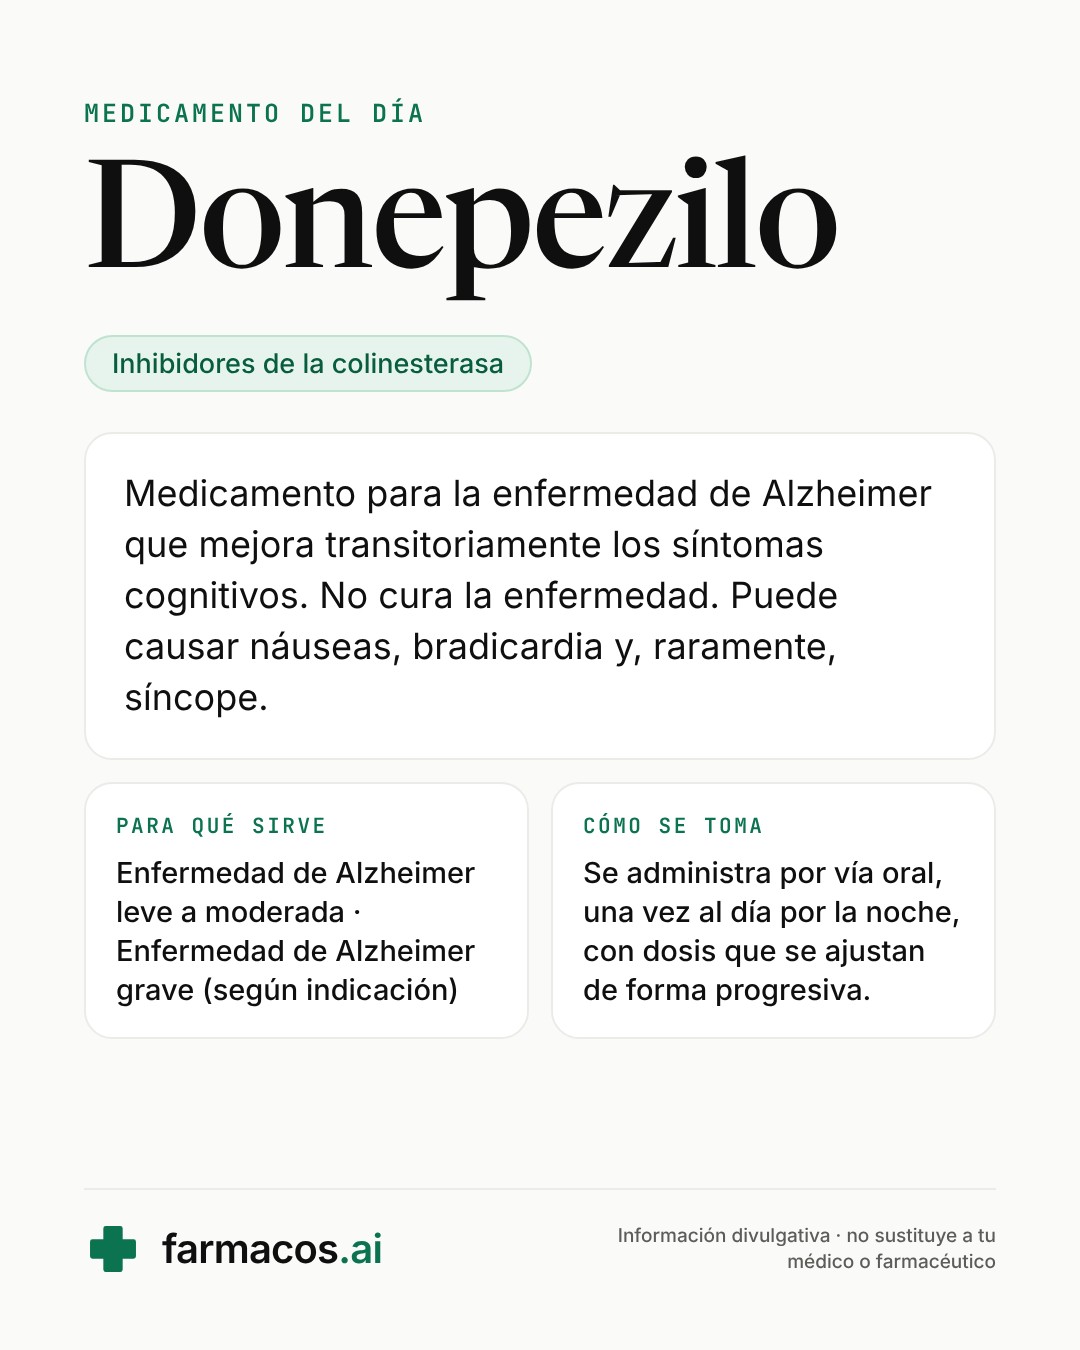 MEDICAMENTO DEL DÍA
Donepezilo
Inhibidores de la colinesterasa
Medicamento para la enfermedad de Alzheimer
que mejora transitoriamente los síntomas
cognitivos. No cura la enfermedad. Puede
causar náuseas, bradicardia y, raramente,
síncope.
PARA QUÉ SIRVE
Enfermedad de Alzheimer
leve a moderada ·
Enfermedad de Alzheimer
grave (según indicación)
CÓMO SE TOMA
Se administra por vía oral,
una vez al día por la noche,
con dosis que se ajustan
de forma progresiva.
farmacos.ai
Información divulgativa · no sustituye a tu
médico o farmacéutico